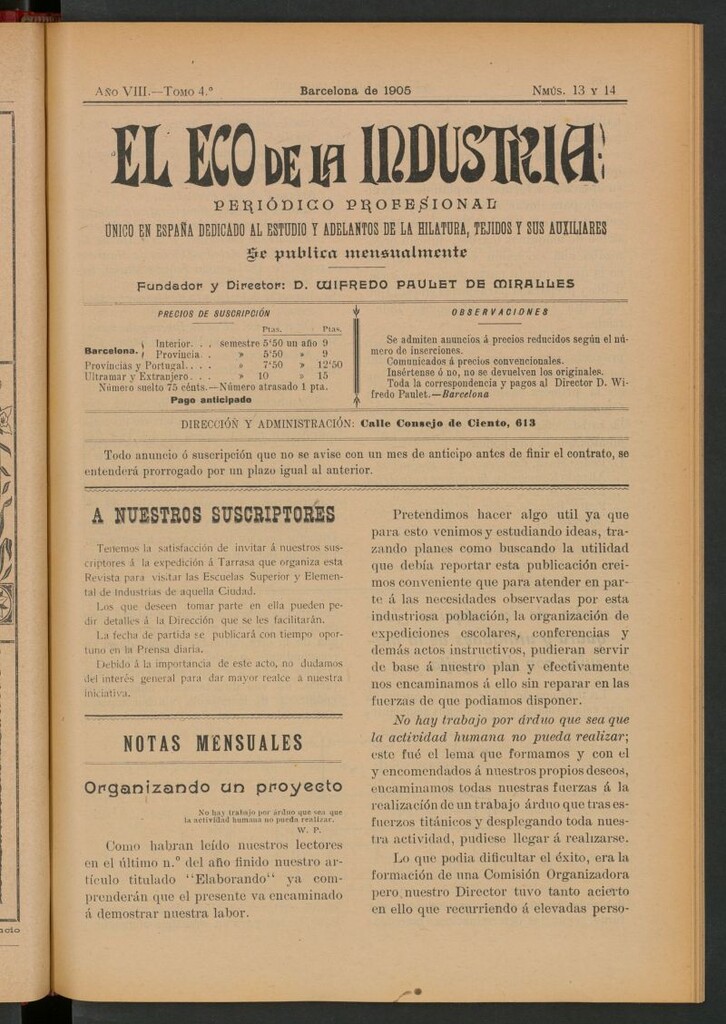 Año VIII.—Tomo 4.º Barcelona de 1905 Nmús. 13 y 14
EL ECO DE LA INDUSTRIA
PERIÓDICO PROFESIONAL
ÚNICO EN ESPAÑA DEDICADO AL ESTUDIO Y ADELANTOS DE LA HILATURA, TEJIDOS Y SUS AUXILIARES
Se publica mensualmente
Fundador y Director: D. WIFREDO PAULET DE MIRALLES
PRECIOS DE SUSCRIPCIÓN
Ptas. Ptas.
Barcelona. Interior. . . semestre 5'50 un año 9
Provincia . » 5'50 » 9
Provincias y Portugal. . . . » 7'50 » 12'50
Ultramar y Extranjero. . . » 10 » 15
Número suelto 75 cénts.—Número atrasado 1 pta.
Pago anticipado
OBSERVACIONES
Se admiten anuncios á precios reducidos según el nú-
mero de inserciones.
Comunicados á precios convencionales.
Insértense ó no, no se devuelven los originales.
Toda la correspondencia y pagos al Director D. Wi-
fredo Paulet.—Barcelona
DIRECCIÓN Y ADMINISTRACIÓN: Calle Consejo de Ciento, 613
Todo anuncio ó suscripción que no se avise con un mes de anticipo antes de finir el contrato, se
entenderá prorrogado por un plazo igual al anterior.
A NUESTROS SUSCRIPTORES
Tenemos la satisfacción de invitar á nuestros sus-
criptores á la expedición á Tarrasa que organiza esta
Revista para visitar las Escuelas Superior y Elemen-
tal de Industrias de aquella Ciudad.
Los que deseen tomar parte en ella pueden pe-
dir detalles á la Dirección que se les facilitarán.
La fecha de partida se publicará con tiempo opor-
tuno en la Prensa diaria.
Debido á la importancia de este acto, no dudamos
del interés general para dar mayor realce á nuestra
iniciativa.
NOTAS MENSUALES
Organizando un proyecto
No hay trabajo por árduo que sea que
la actividad humana no pueda realizar.
W. P.
Como habran leído nuestros lectores
en el último n.º del año finido nuestro ar-
tículo titulado "Elaborando" ya com-
prenderán que el presente va encaminado
á demostrar nuestra labor.
Pretendimos hacer algo util ya que
para esto venimos y estudiando ideas, tra-
zando planes como buscando la utilidad
que debía reportar esta publicación crei-
mos conveniente que para atender en par-
te á las necesidades observadas por esta
industriosa población, la organización de
expediciones escolares, conferencias y
demás actos instructivos, pudieran servir
de base á nuestro plan y efectivamente
nos encaminamos á ello sin reparar en las
fuerzas de que podiamos disponer.
No hay trabajo por árduo que sea que
la actividad humana no pueda realizar;
este fué el lema que formamos y con el
y encomendados á nuestros propios deseos,
encaminamos todas nuestras fuerzas á la
realización de un trabajo árduo que tras es-
fuerzos titánicos y desplegando toda nues-
tra actividad, pudiese llegar á realizarse.
Lo que podia dificultar el éxito, era la
formación de una Comisión Organizadora
pero nuestro Director tuvo tanto acierto
en ello que recurriendo á elevadas perso-